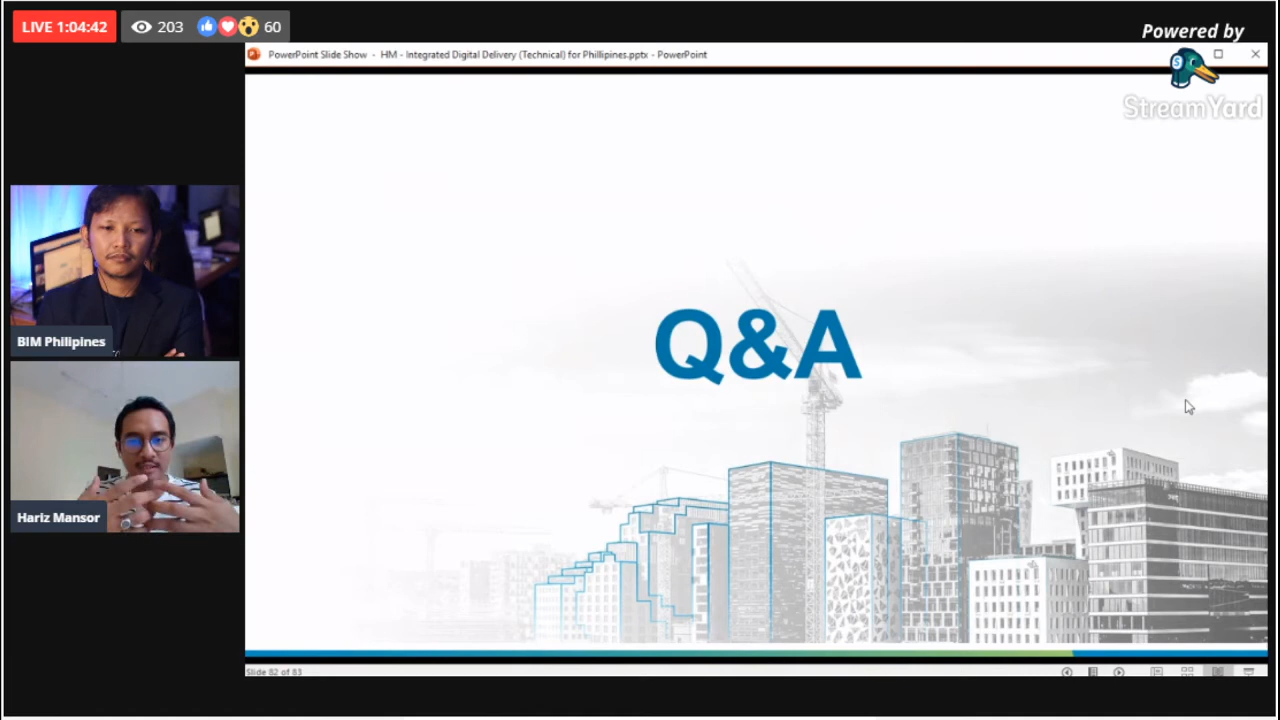 LIVE 1:04:42
203
60
Powered by
PowerPoint Slide Show - HM - Integrated Digital Delivery (Technical) for Phillipines.pptx - PowerPoint
S
StreamYard
Q&A
BIM Philipines
Hariz Mansor
Slide 82 of 83